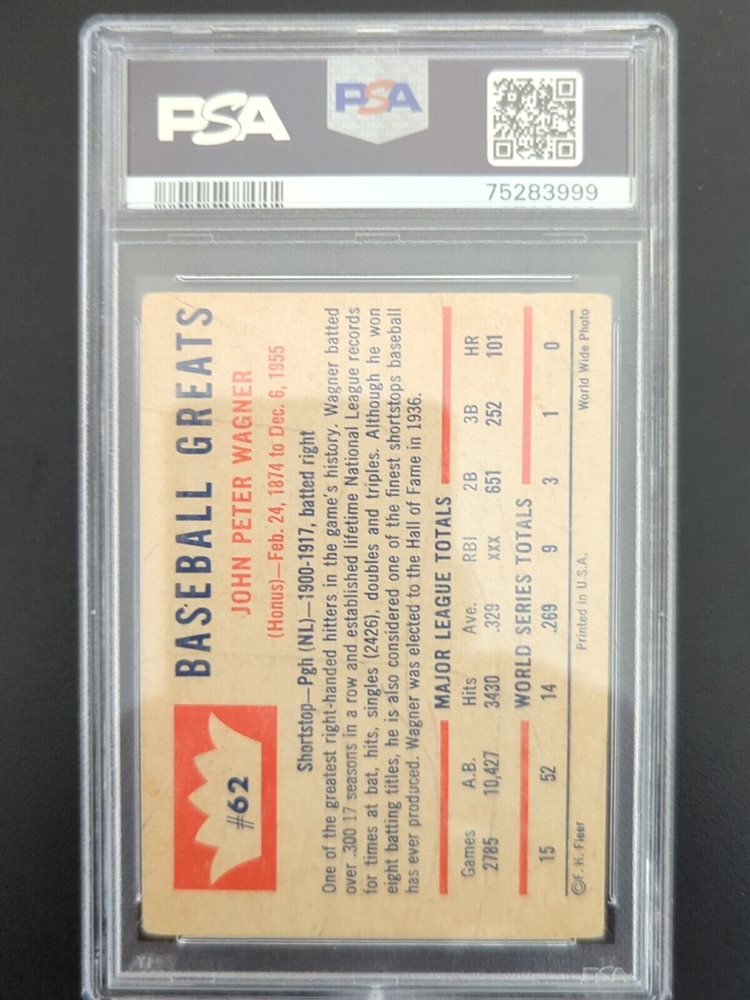 PSA
PSA
75283999
#62
BASEBALL GREATS
JOHN PETER WAGNER
(Honus)—Feb. 24, 1874 to Dec. 6, 1955
Shortstop—Pgh (NL)—1900-1917, batted right
One of the greatest right-handed hitters in the game's history. Wagner batted
over .300 17 seasons in a row and established lifetime National League records
for times at bat, hits, singles (2426), doubles and triples. Although he won
eight batting titles, he is also considered one of the finest shortstops baseball
has ever produced. Wagner was elected to the Hall of Fame in 1936.
MAJOR LEAGUE TOTALS
Games A.B. Hits Ave. RBI 2B 3B HR
2785 10,427 3430 .329 XXX 651 252 101
WORLD SERIES TOTALS
15 52 14 .269 9 3 1 0
©F. H. Fleer Printed in U.S.A. World Wide Photo
PSA